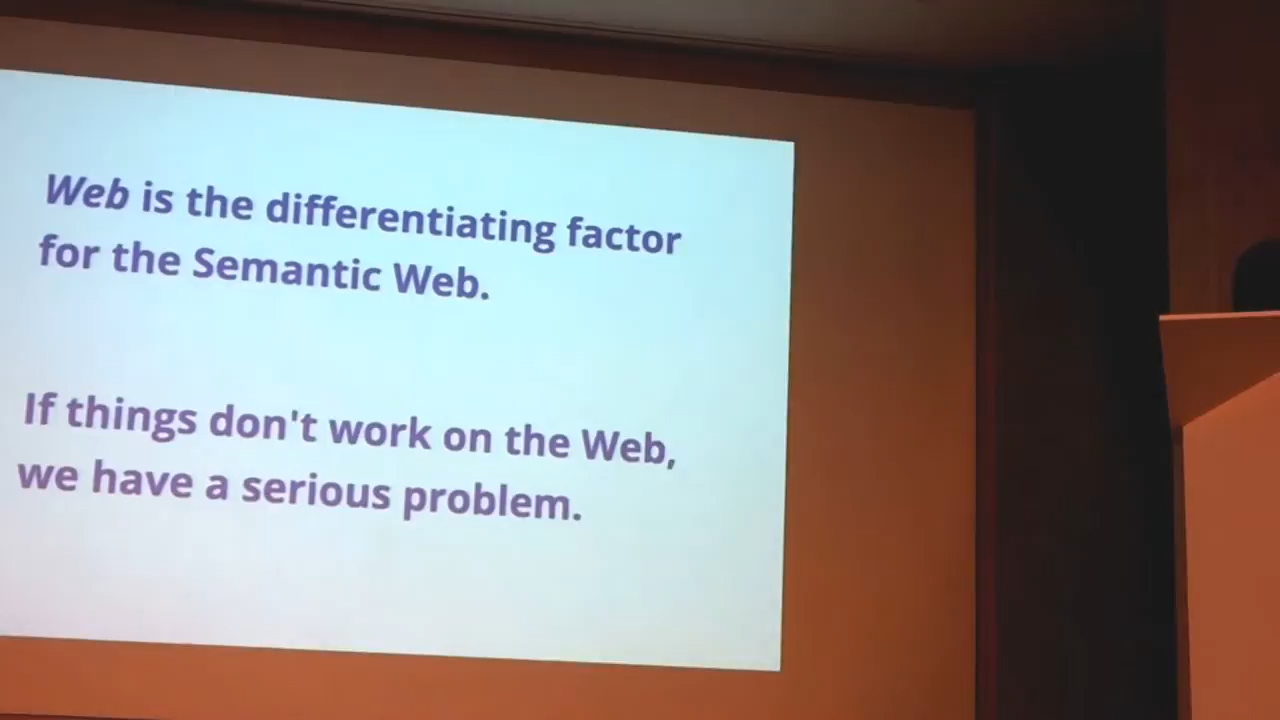 Web is the differentiating factor
for the Semantic Web.
If things don't work on the Web,
we have a serious problem.